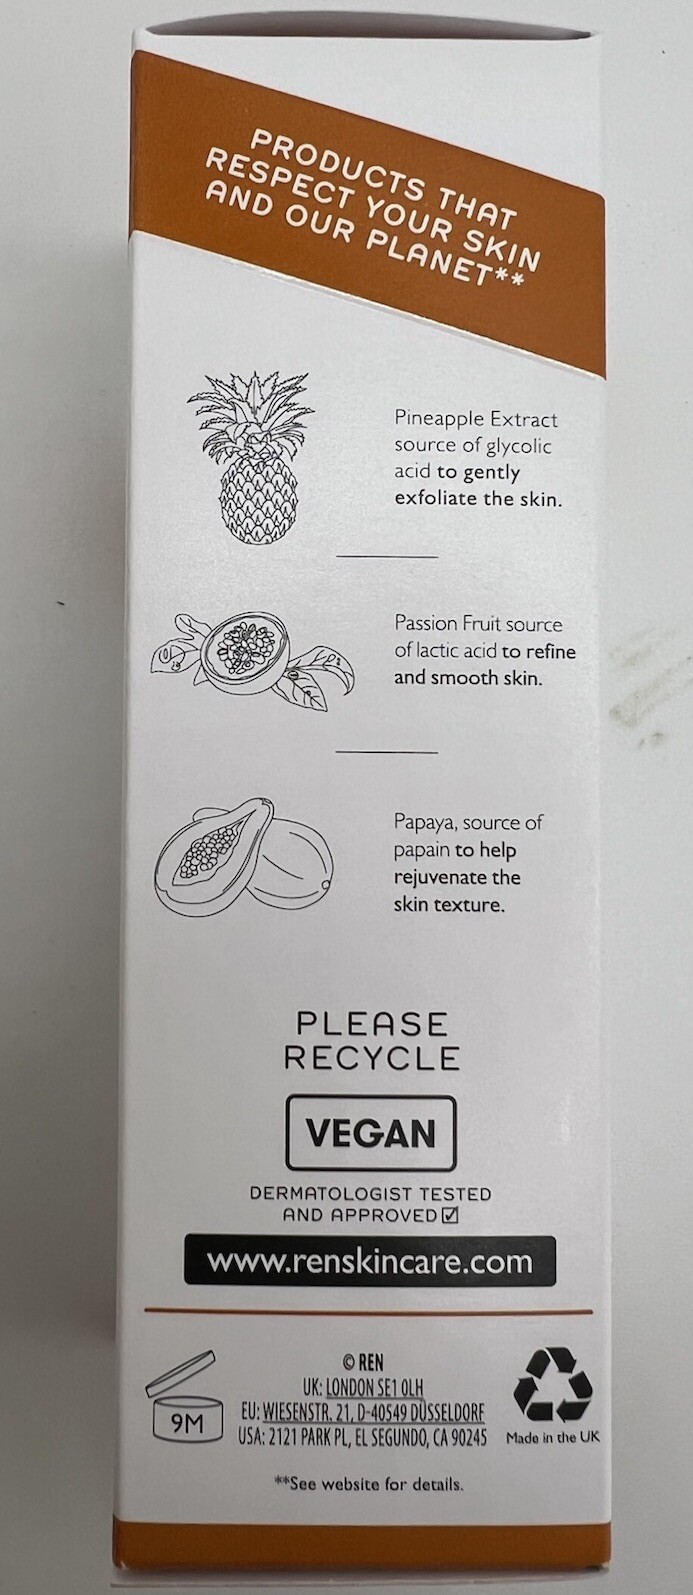 PRODUCTS THAT
RESPECT YOUR SKIN
AND OUR PLANET**
Pineapple Extract
source of glycolic
acid to gently
exfoliate the skin.
Passion Fruit source
of lactic acid to refine
and smooth skin.
Papaya, source of
papain to help
rejuvenate the
skin texture.
PLEASE
RECYCLE
VEGAN
DERMATOLOGIST TESTED
AND APPROVED☑
www.renskincare.com
9M
© REN
UK: LONDON SE1 0LH
EU: WIESENSTR. 21, D-40549 DÜSSELDORF
USA: 2121 PARK PL, EL SEGUNDO, CA 90245
Made in the UK
**See website for details.